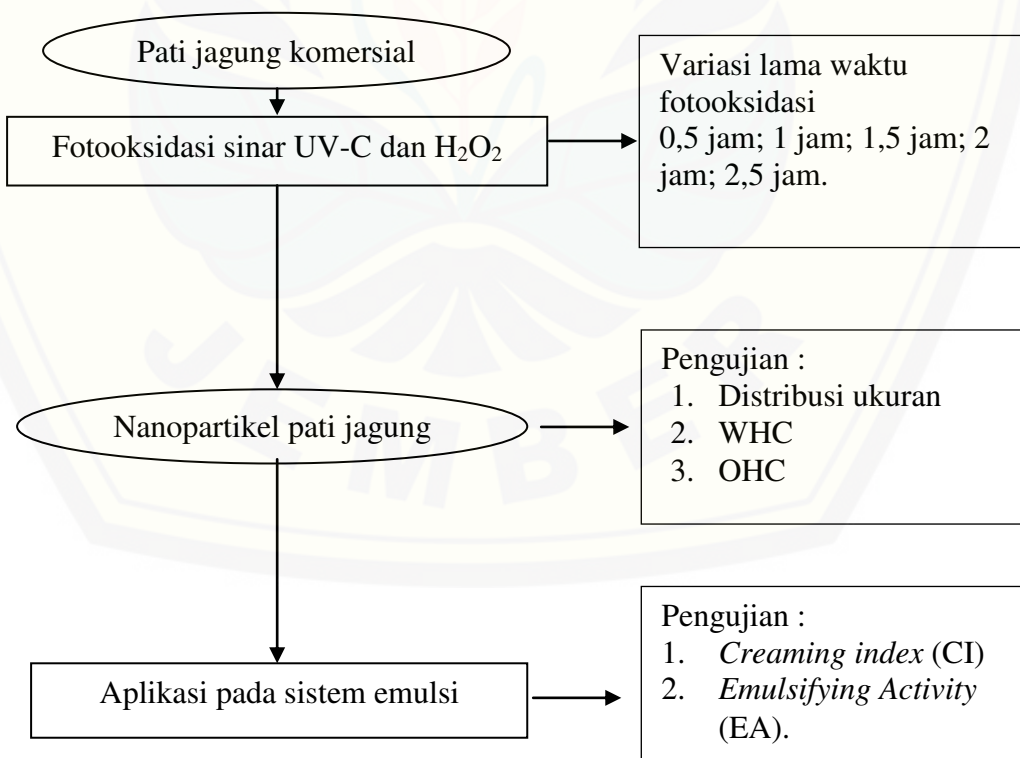 Pati jagung komersial
Fotooksidasi sinar UV-C dan H₂O₂
Variasi lama waktu
fotooksidasi
0,5 jam; 1 jam; 1,5 jam; 2
jam; 2,5 jam.
Nanopartikel pati jagung
Pengujian :
1. Distribusi ukuran
2. WHC
3. OHC
Aplikasi pada sistem emulsi
Pengujian :
1. Creaming index (CI)
2. Emulsifying Activity
(EA).
JEMBER